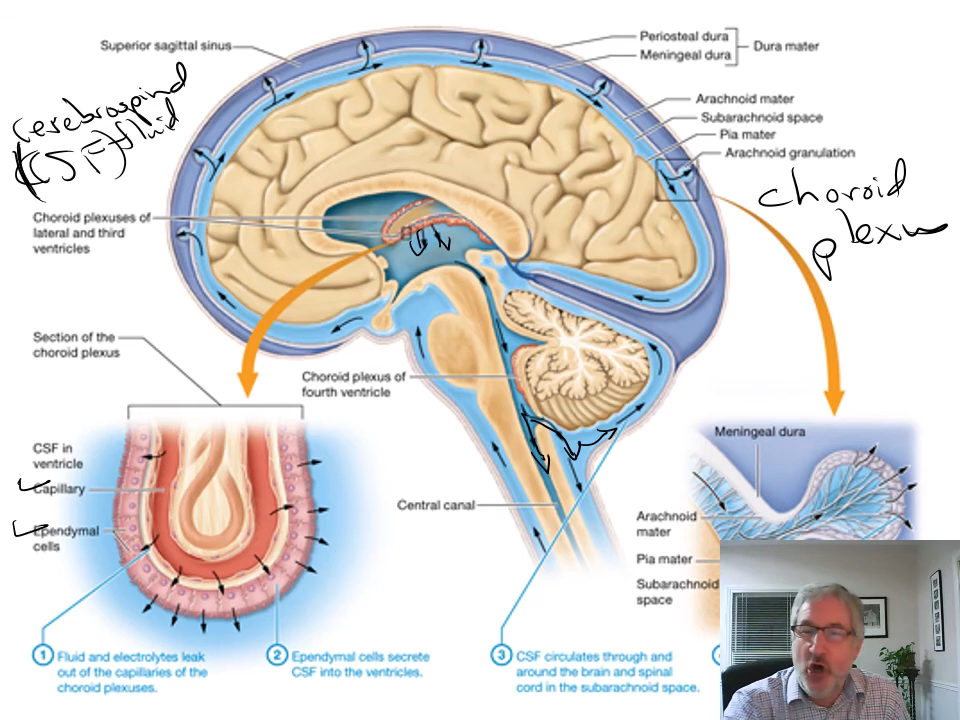 Superior sagittal sinus
Periosteal dura
Meningeal dura
Dura mater
cerebrospinal
fluid
(CSF)
Arachnoid mater
Subarachnoid space
Pia mater
Arachnoid granulation
choroid
plexus
Choroid plexuses of
lateral and third
ventricles
Section of the
choroid plexus
Choroid plexus of
fourth ventricle
CSF in
ventricle
Capillary
Ependymal
cells
Central canal
Meningeal dura
Arachnoid
mater
Pia mater
Subarachnoid
space
1 Fluid and electrolytes leak
out of the capillaries of the
choroid plexuses.
2 Ependymal cells secrete
CSF into the ventricles.
3 CSF circulates through and
around the brain and spinal
cord in the subarachnoid space.